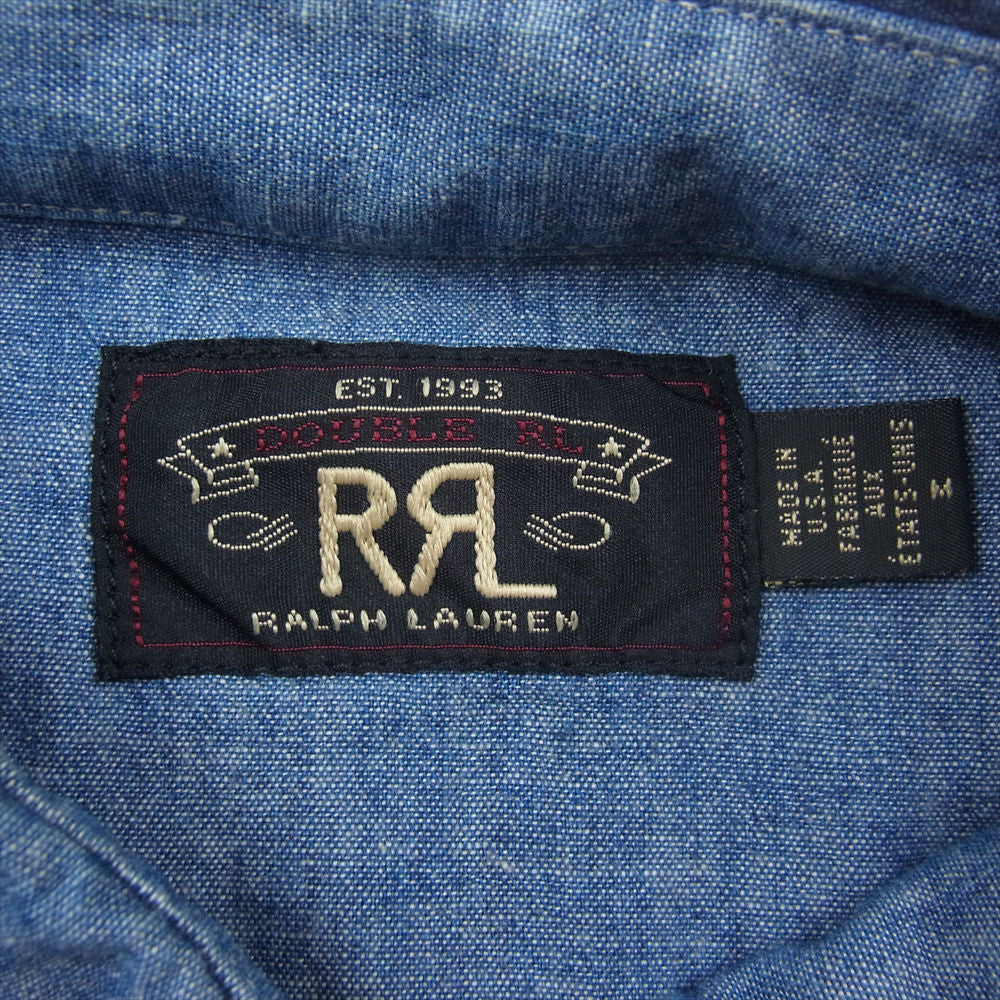 EST. 1993
DOUBLE RL
RRL
RALPH LAUREN
MADE IN
U.S.A.
FABRIQUÉ
AUX
ÉTATS-UNIS
M